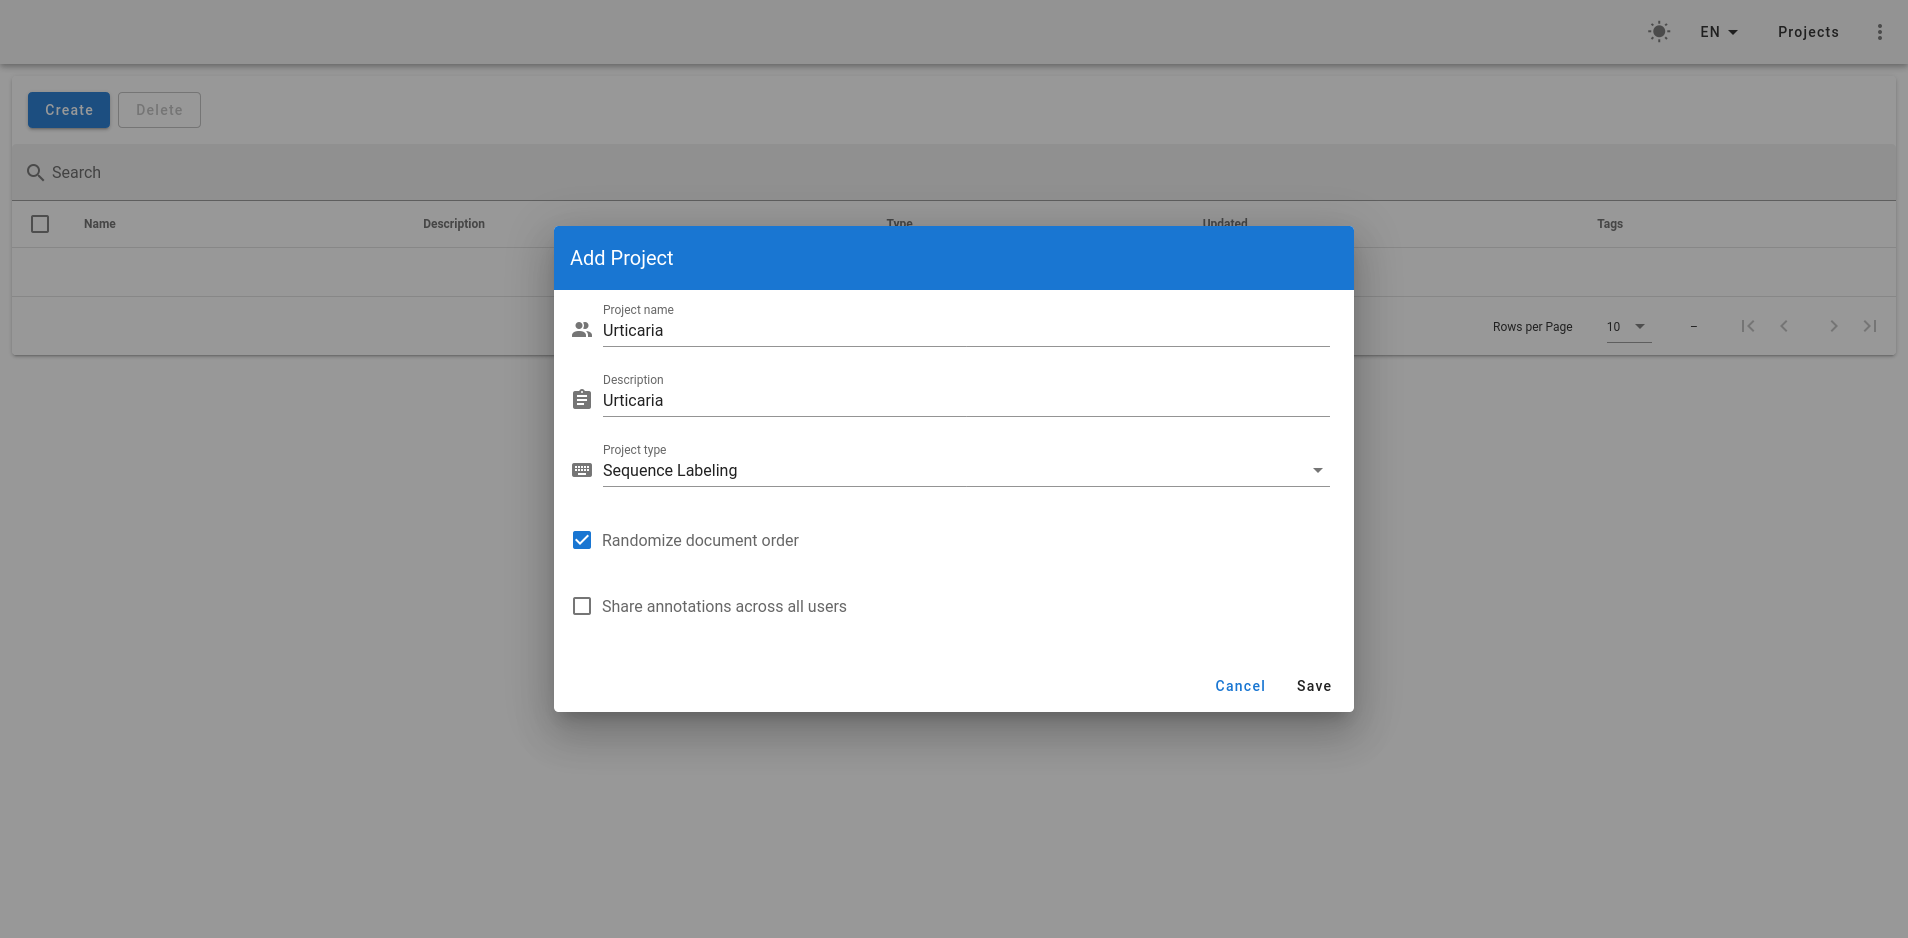 EN Projects
Create Delete
Search
Name Description Type Updated Tags
Add Project
Project name
Urticaria
Rows per Page 10 –
Description
Urticaria
Project type
Sequence Labeling
Randomize document order
Share annotations across all users
Cancel Save